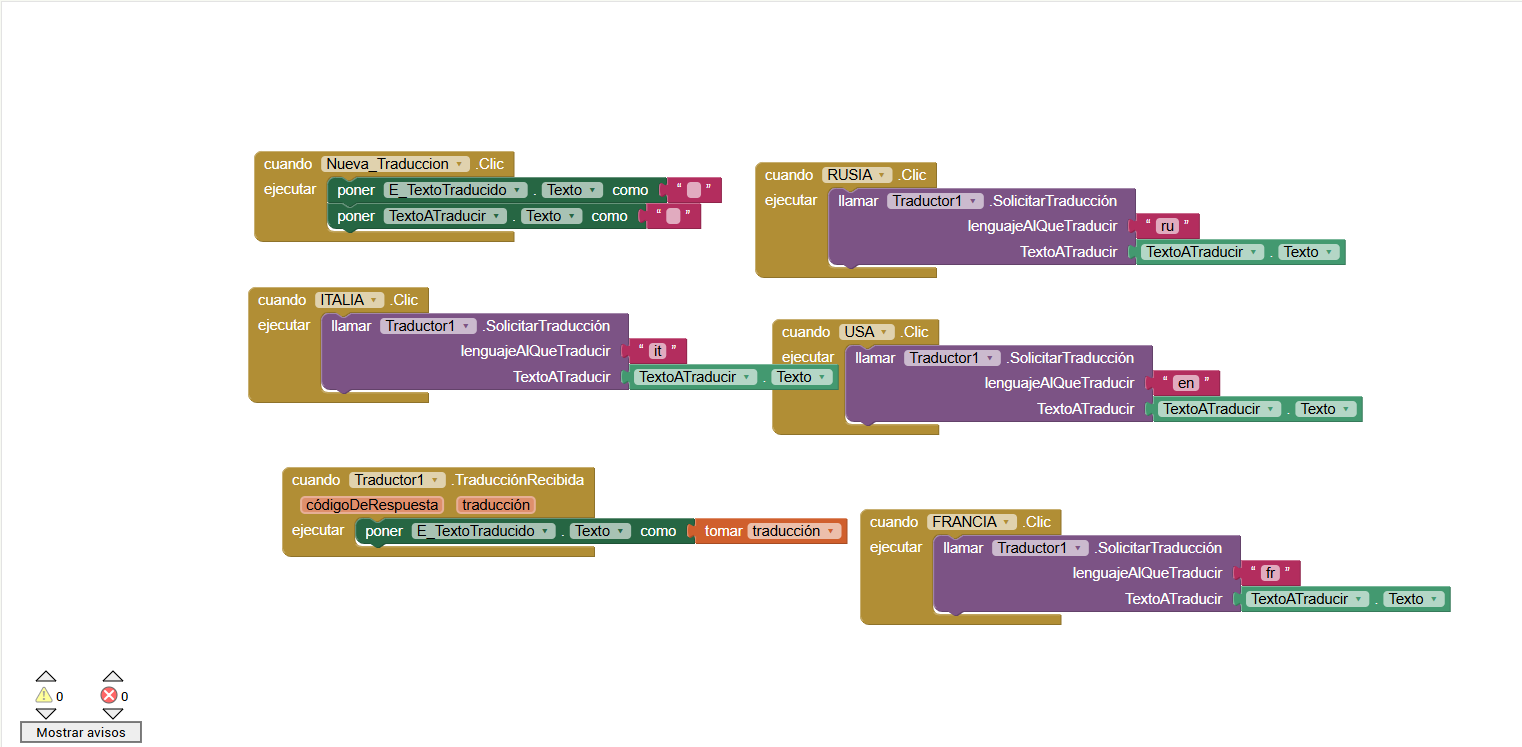 cuando Nueva_Traduccion .Clic
ejecutar poner E_TextoTraducido . Texto como “ ”
poner TextoATraducir . Texto como “ ”
cuando RUSIA .Clic
ejecutar llamar Traductor1 .SolicitarTraducción
lenguajeAlQueTraducir “ ru ”
TextoATraducir TextoATraducir . Texto
cuando ITALIA .Clic
ejecutar llamar Traductor1 .SolicitarTraducción
lenguajeAlQueTraducir “ it ”
TextoATraducir TextoATraducir . Texto
cuando USA .Clic
ejecutar llamar Traductor1 .SolicitarTraducción
lenguajeAlQueTraducir “ en ”
TextoATraducir TextoATraducir . Texto
cuando Traductor1 .TraducciónRecibida
códigoDeRespuesta traducción
ejecutar poner E_TextoTraducido . Texto como tomar traducción
cuando FRANCIA .Clic
ejecutar llamar Traductor1 .SolicitarTraducción
lenguajeAlQueTraducir “ fr ”
TextoATraducir TextoATraducir . Texto
0 0
Mostrar avisos